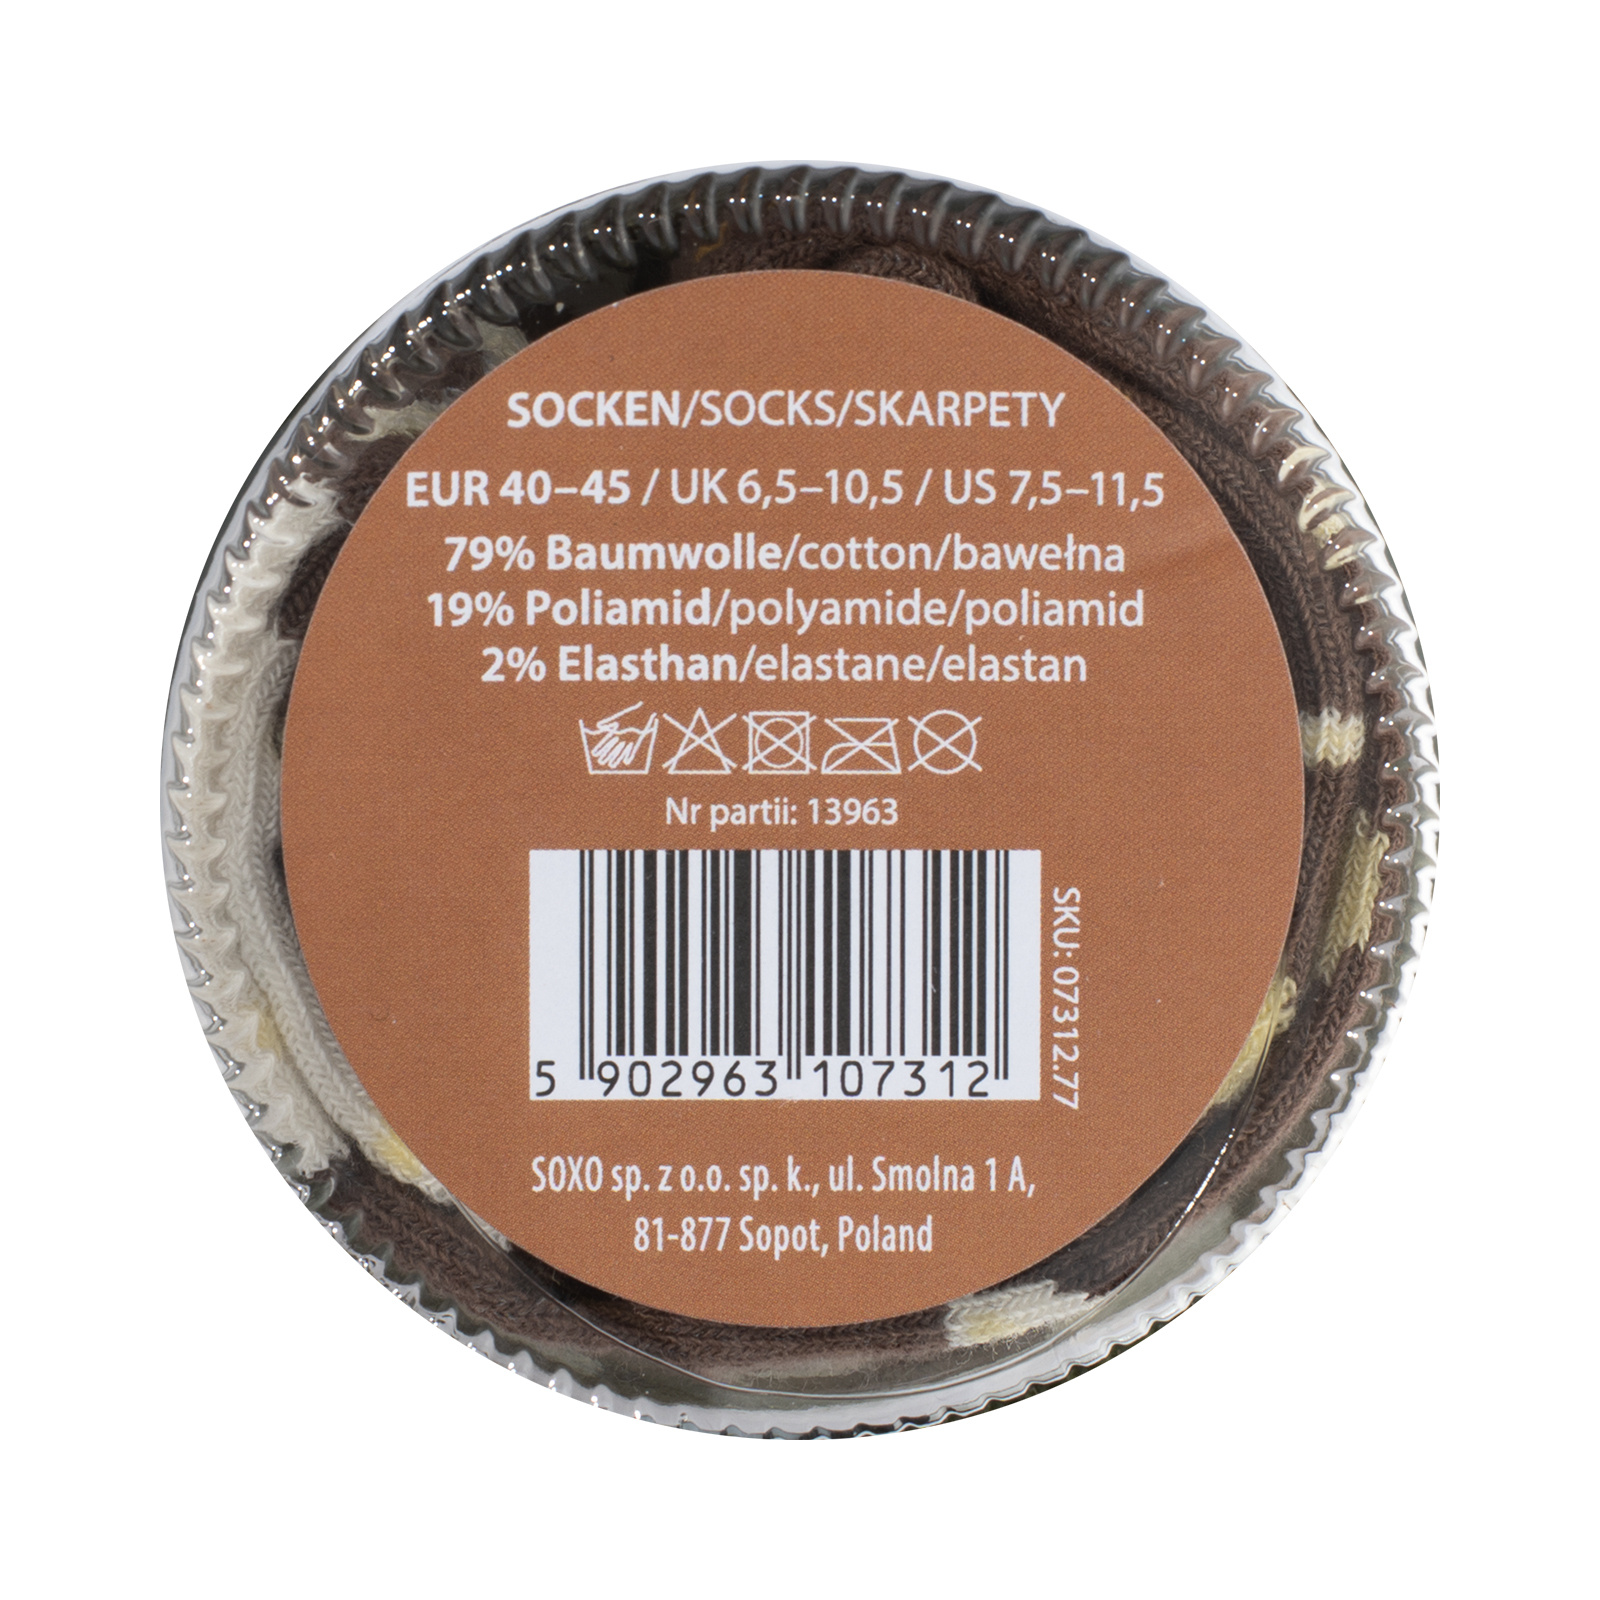 SOCKEN/SOCKS/SKARPETY
EUR 40–45 / UK 6,5–10,5 / US 7,5–11,5
79% Baumwolle/cotton/bawełna
19% Poliamid/polyamide/poliamid
2% Elasthan/elastane/elastan
Nr partii: 13963
5 902963 107312
SKU: 07312.77
SOXO sp. z o.o. sp. k., ul. Smolna 1 A,
81-877 Sopot, Poland